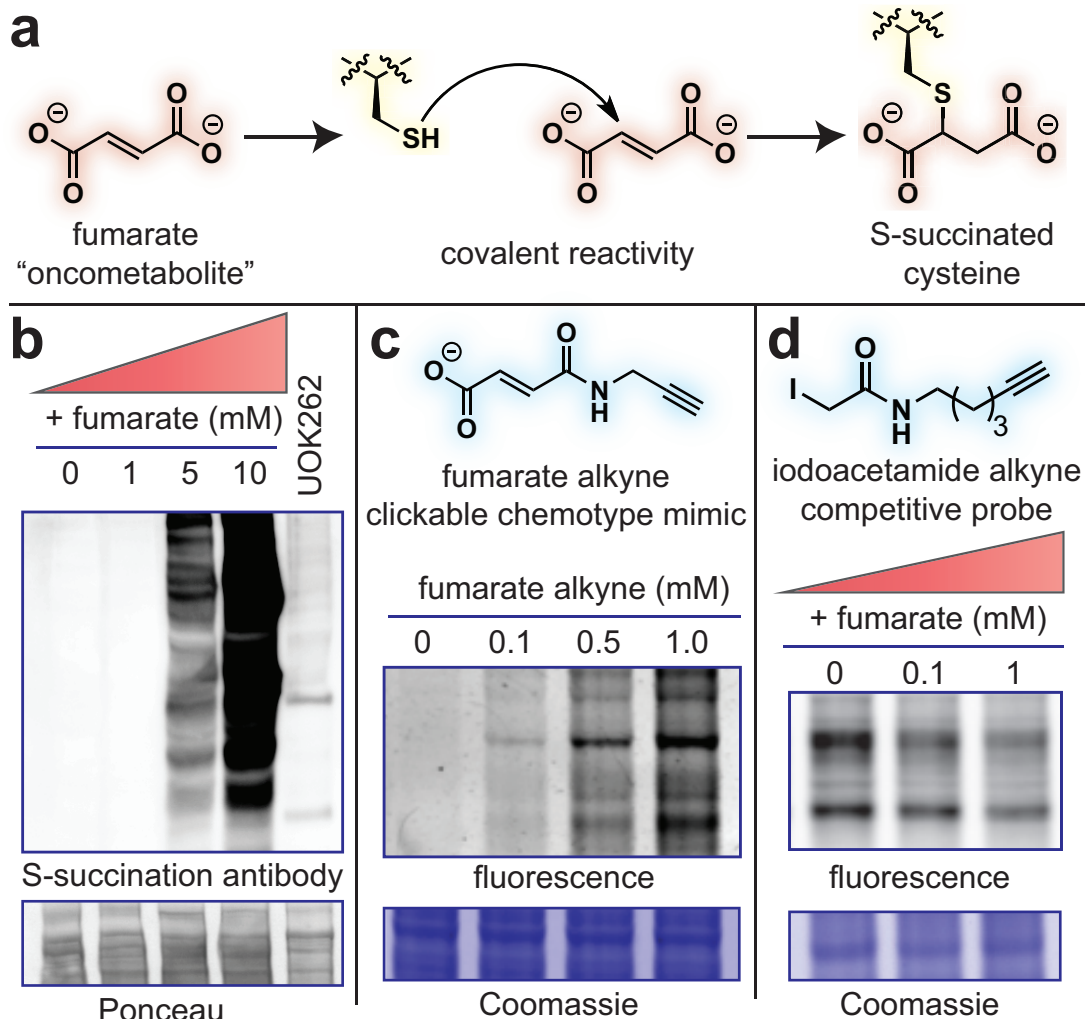 a
O
O
O
O
SH
O
O
O
O
S
O
O
O
O
fumarate
"oncometabolite"
covalent reactivity
S-succinated
cysteine
b
+ fumarate (mM)
0 1 5 10
UOK262
S-succination antibody
Ponceau
c
O
O
O
N
H
fumarate alkyne
clickable chemotype mimic
fumarate alkyne (mM)
0 0.1 0.5 1.0
fluorescence
Coomassie
d
O
I
N
H
3
iodoacetamide alkyne
competitive probe
+ fumarate (mM)
0 0.1 1
fluorescence
Coomassie